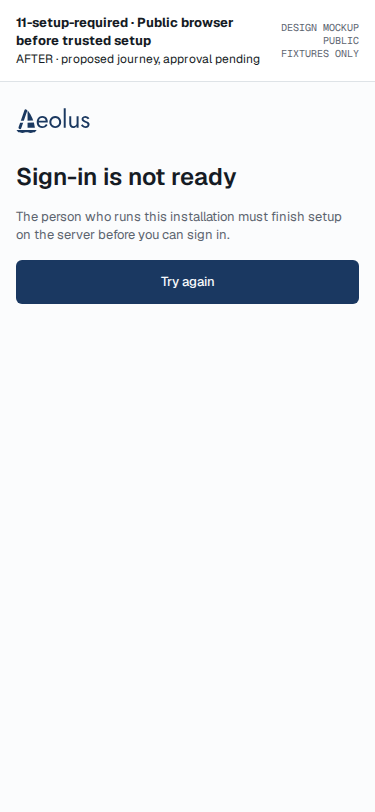 11-setup-required · Public browser
before trusted setup
AFTER · proposed journey, approval pending
DESIGN MOCKUP
PUBLIC
FIXTURES ONLY
Aeolus
Sign-in is not ready
The person who runs this installation must finish setup
on the server before you can sign in.
Try again